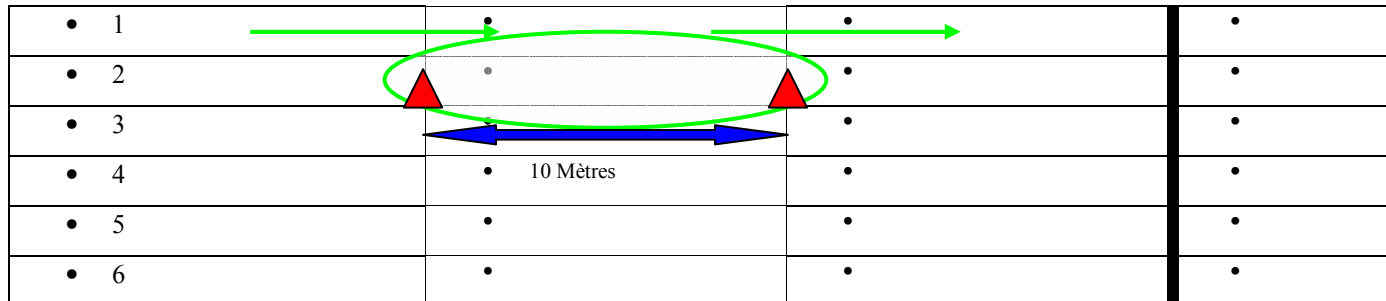 • 1 • • •
• 2 • • •
• 3 • • •
• 4 • 10 Mètres • •
• 5 • • •
• 6 • • •